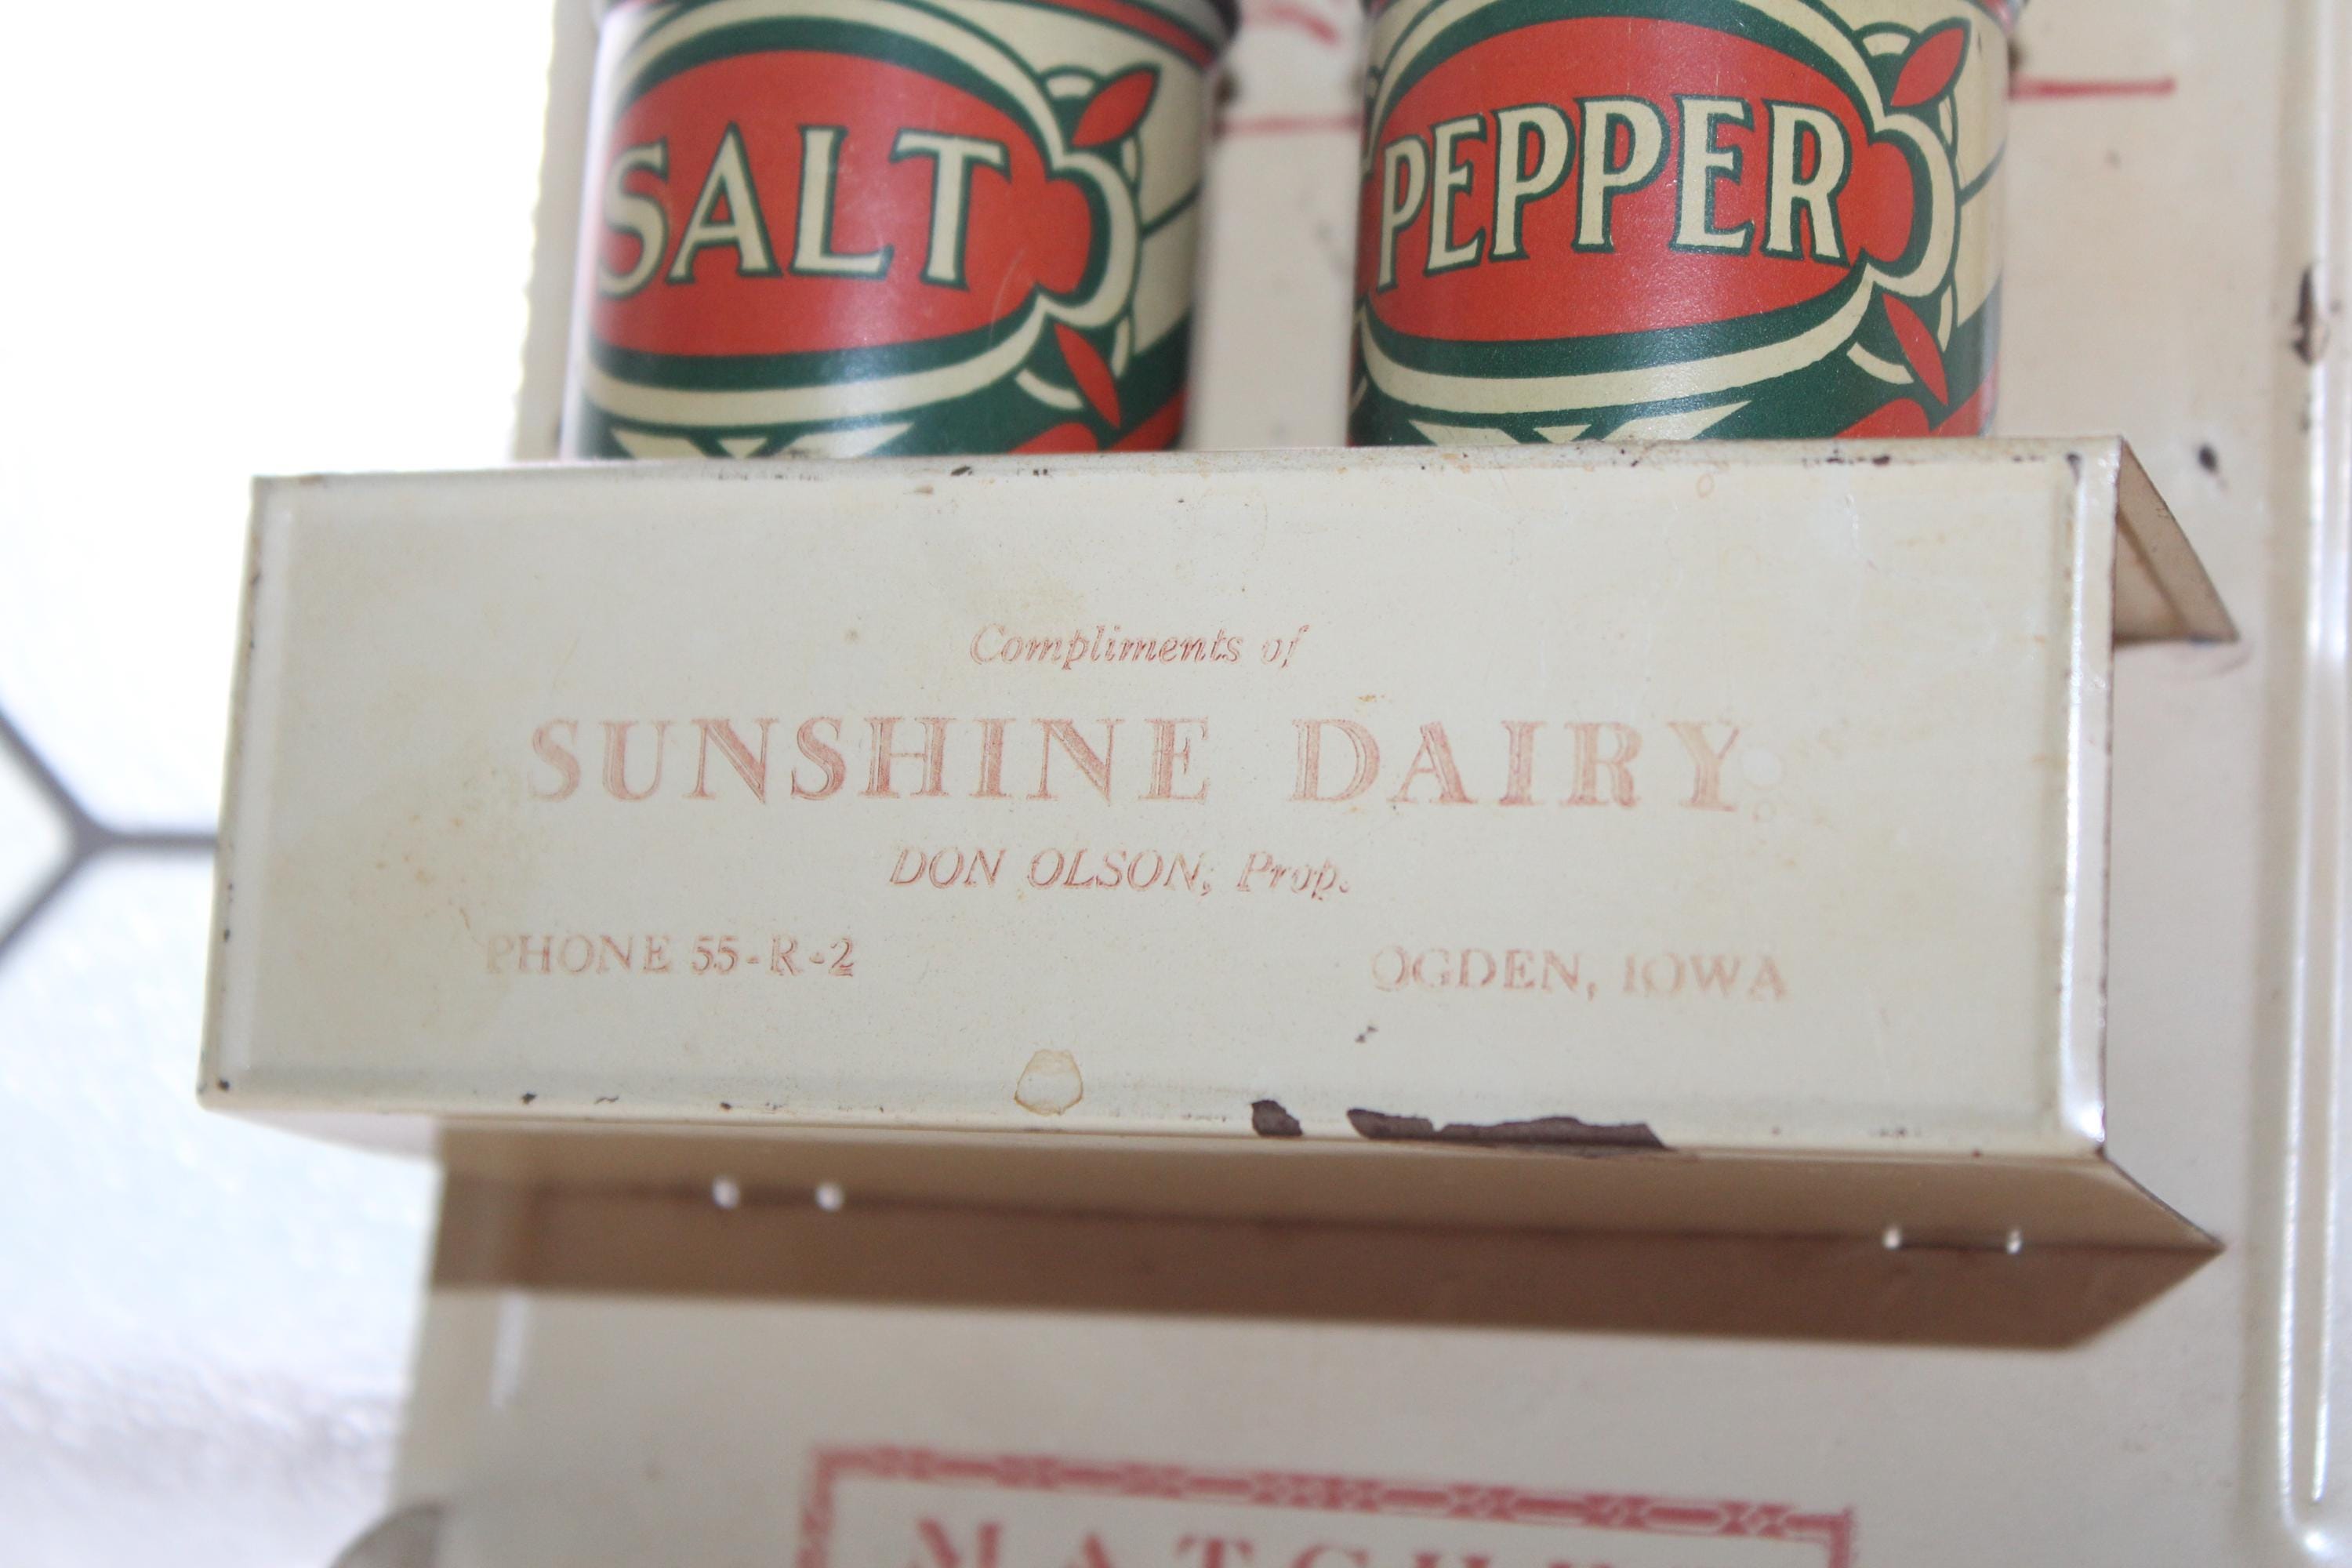 SALT PEPPER
Compliments of
SUNSHINE DAIRY
DON OLSON, Prop.
PHONE 55-R-2 OGDEN, IOWA